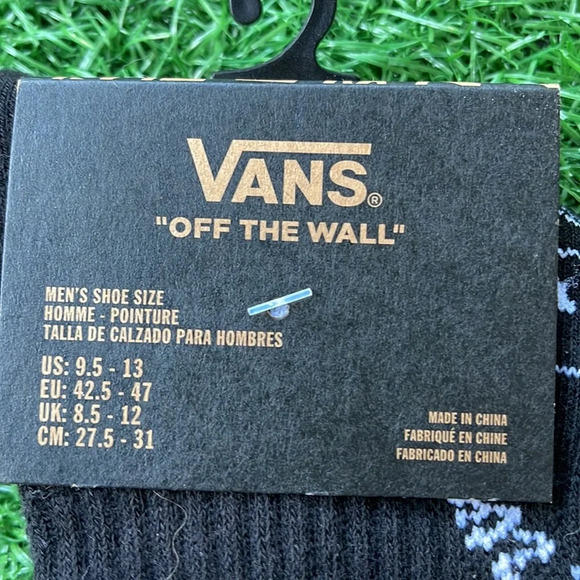 VANS®
"OFF THE WALL"
MEN'S SHOE SIZE
HOMME - POINTURE
TALLA DE CALZADO PARA HOMBRES
US: 9.5 - 13
EU: 42.5 - 47
UK: 8.5 - 12
CM: 27.5 - 31
MADE IN CHINA
FABRIQUÉ EN CHINE
FABRICADO EN CHINA